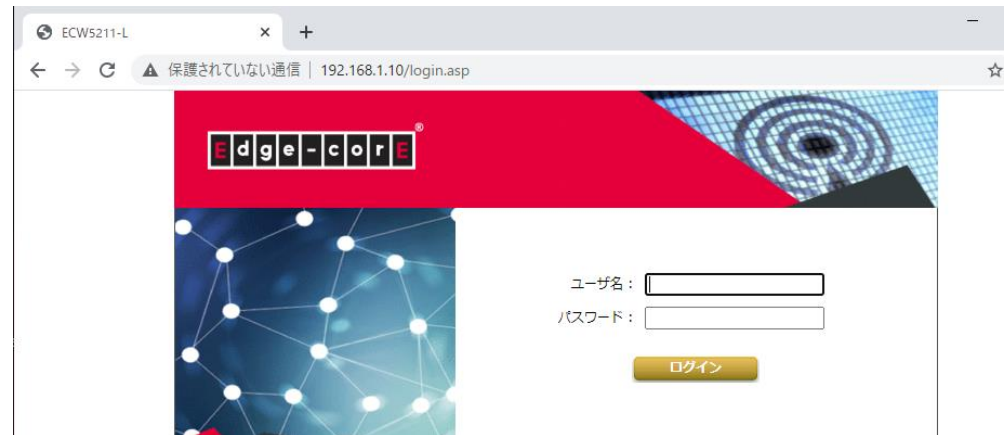 ECW5211-L
保護されていない通信 | 192.168.1.10/login.asp
Edge-corE®
ユーザ名：
パスワード：
ログイン